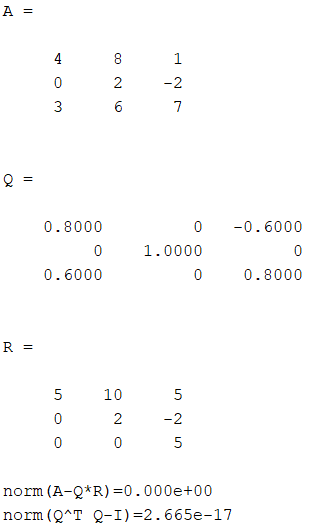 A =
4 8 1
0 2 -2
3 6 7
Q =
0.8000 0 -0.6000
0 1.0000 0
0.6000 0 0.8000
R =
5 10 5
0 2 -2
0 0 5
norm(A-Q*R)=0.000e+00
norm(Q^T Q-I)=2.665e-17